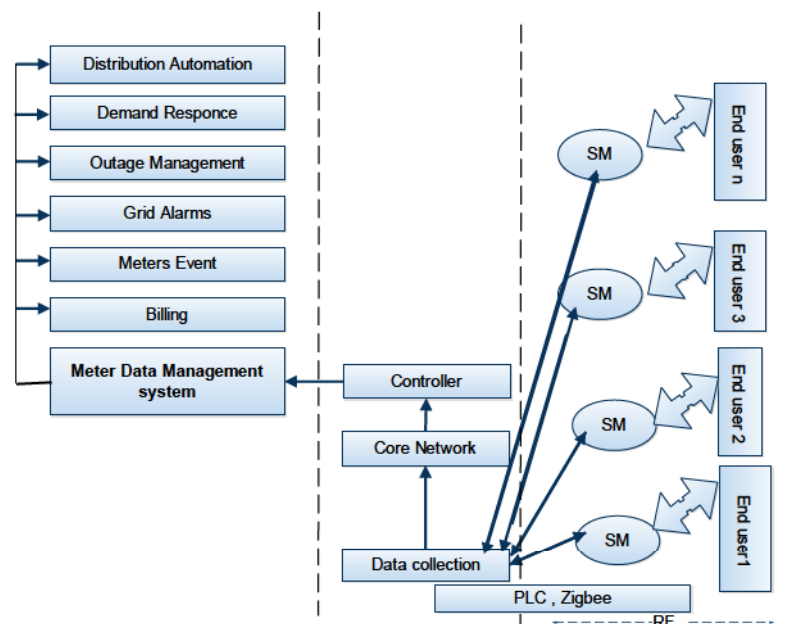 Distribution Automation
Demand Responce
Outage Management
Grid Alarms
Meters Event
Billing
Meter Data Management
system
Controller
Core Network
Data collection
PLC , Zigbee
SM
End user n
SM
End user 3
SM
End user 2
SM
End user1
RF